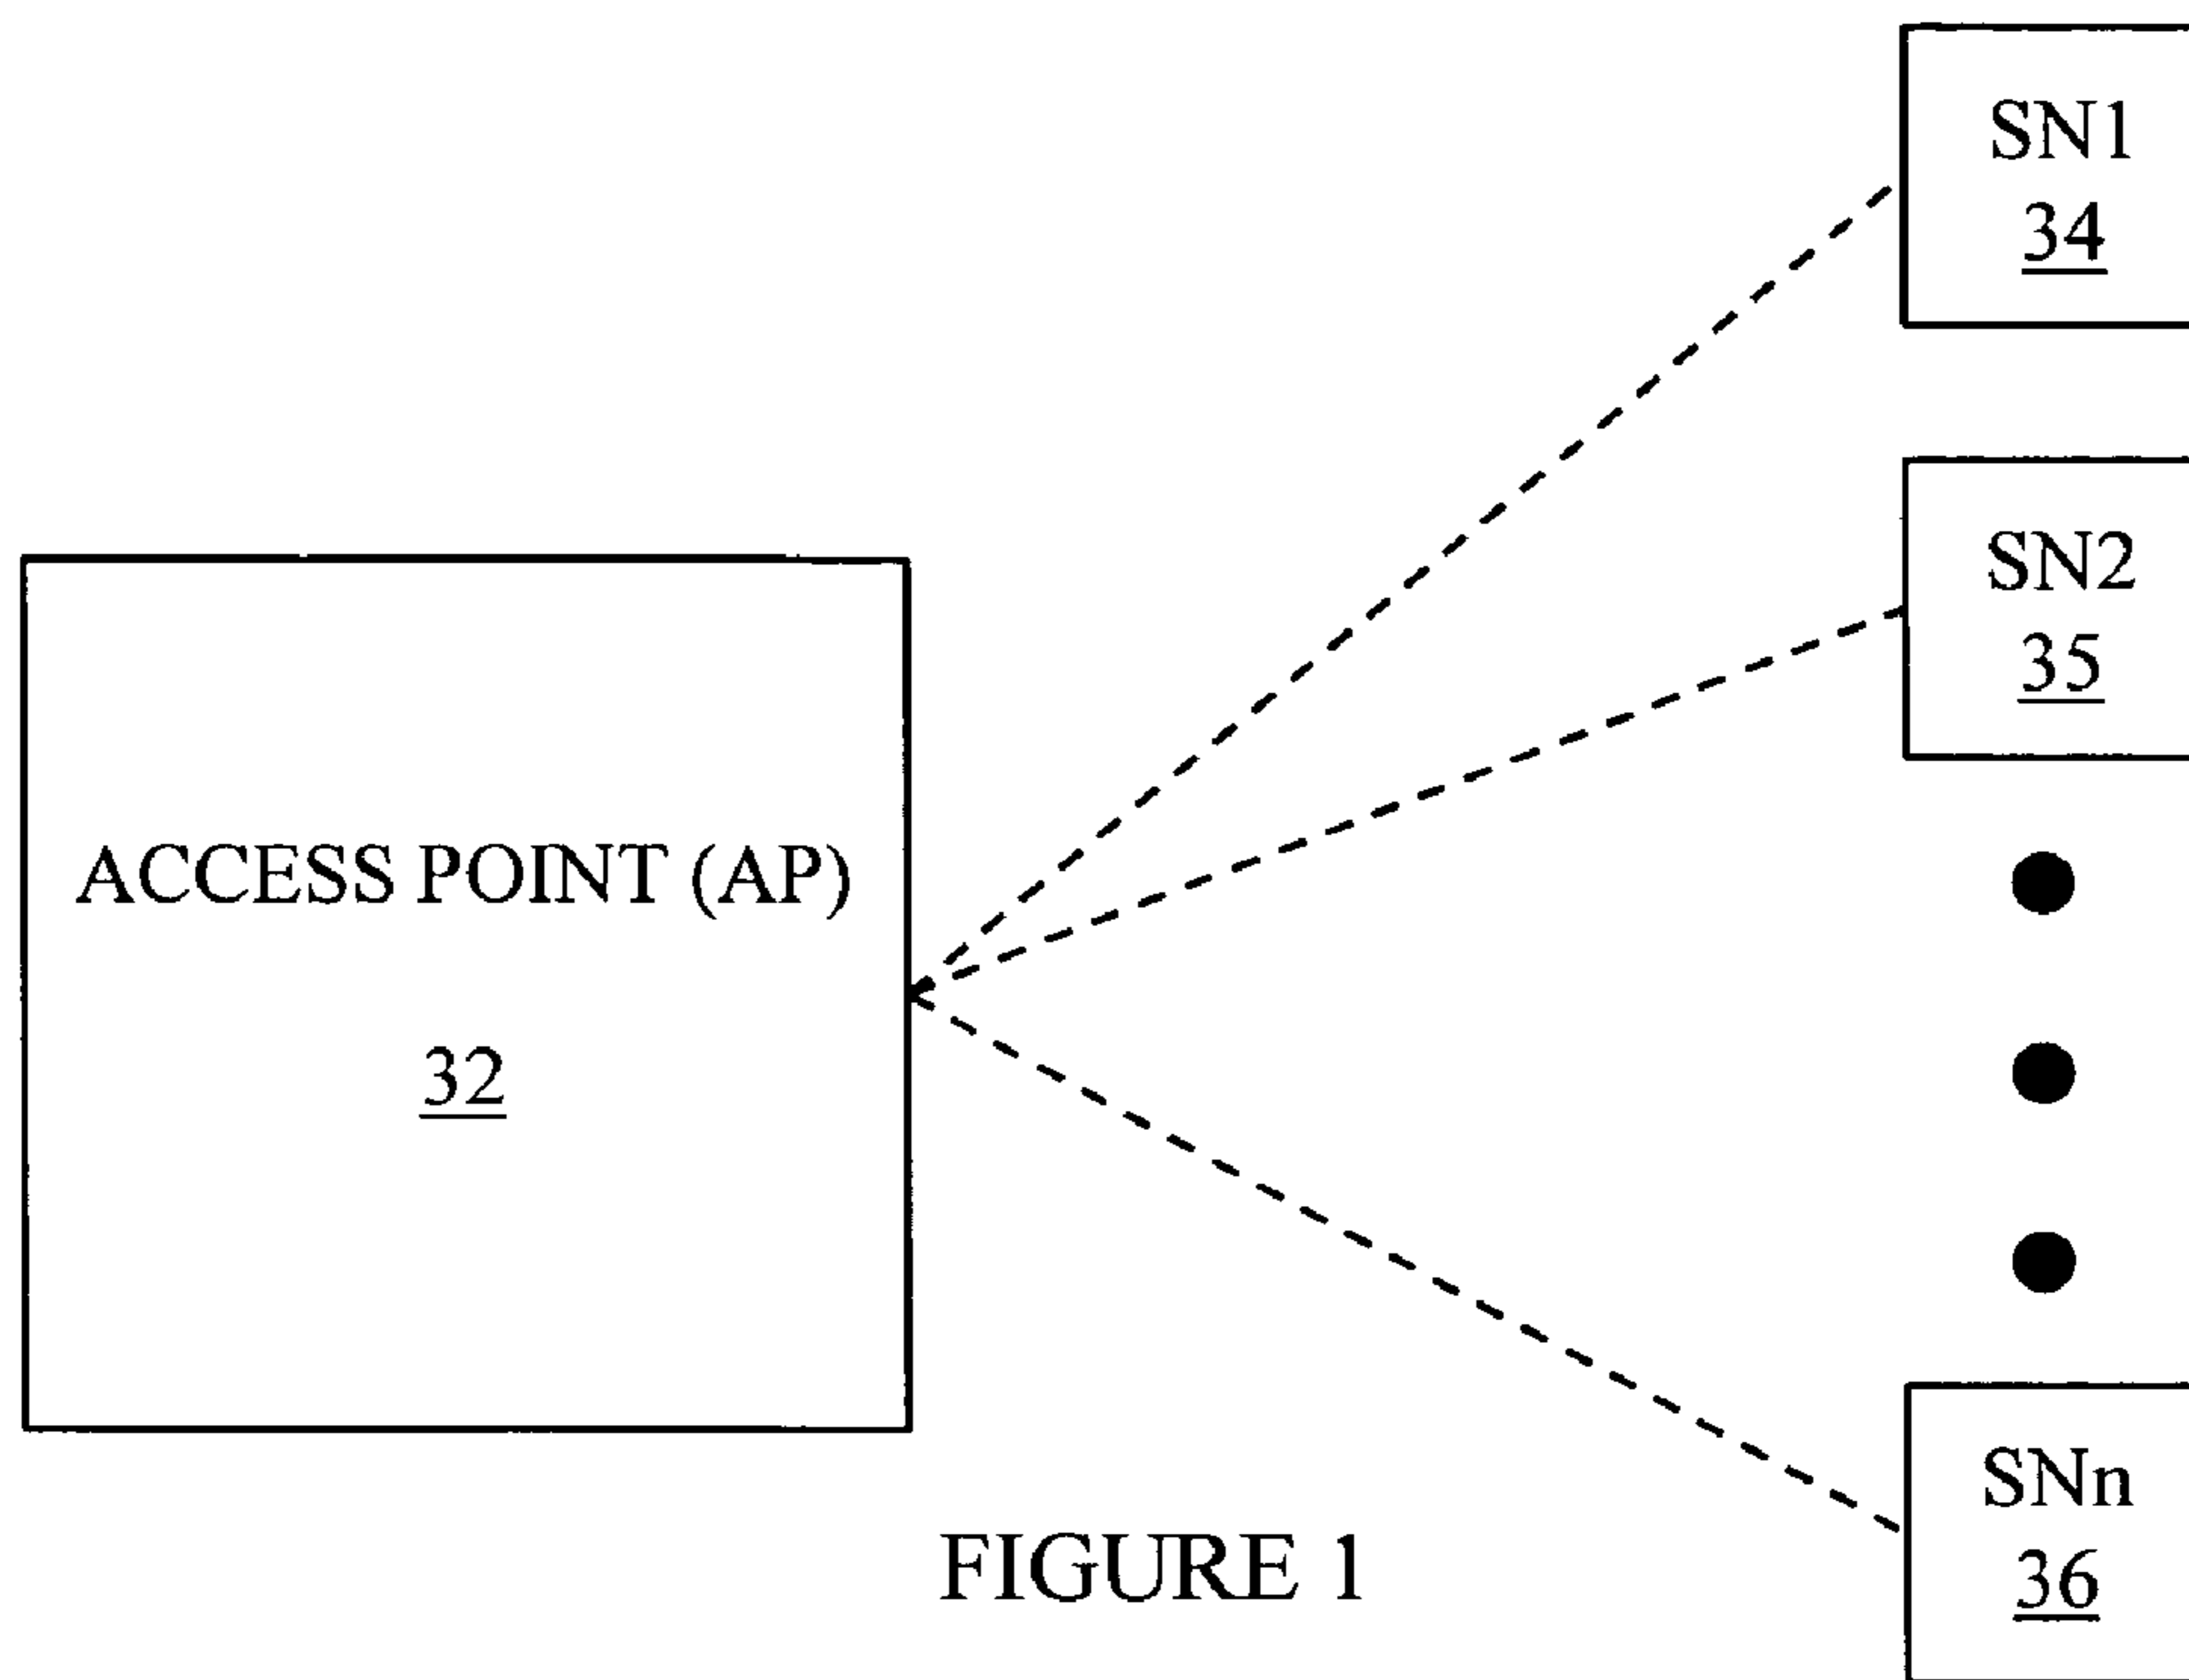 SN1
34
SN2
35
ACCESS POINT (AP)
32
SNn
36
FIGURE 1